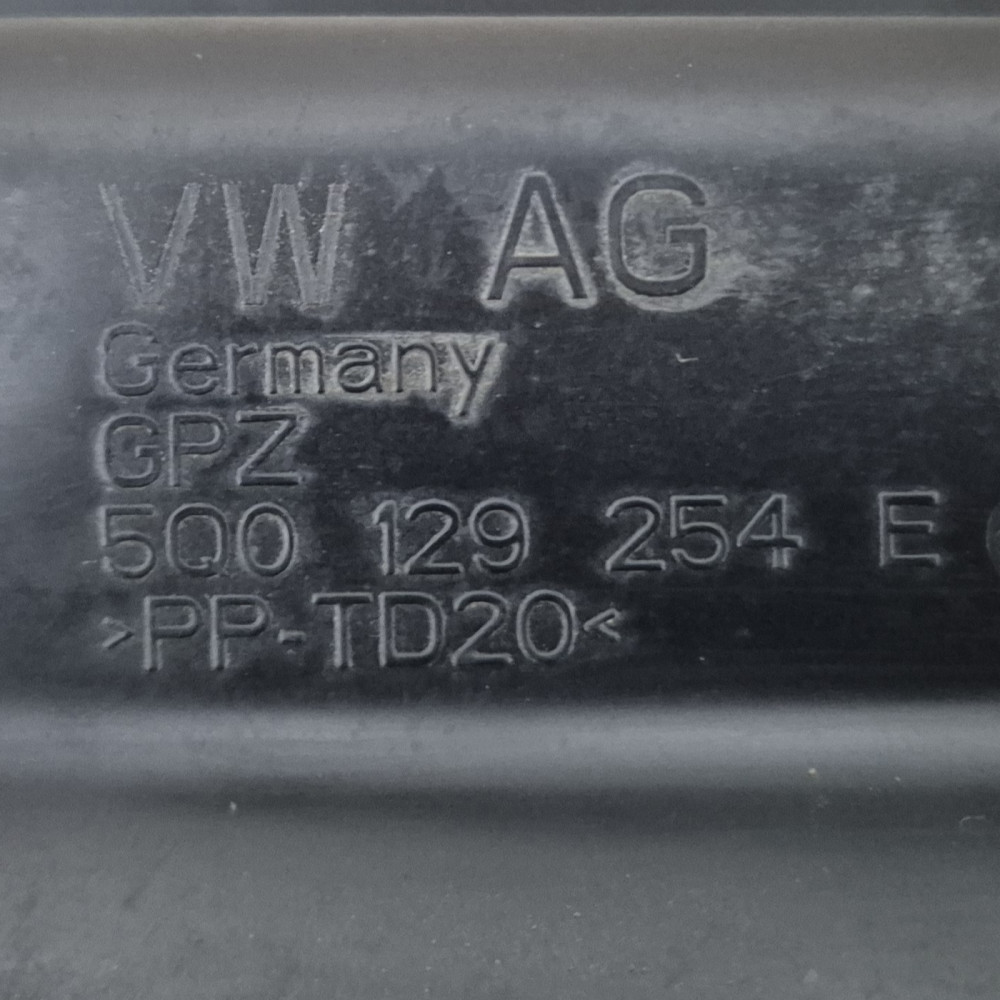 VW AG
Germany
GPZ
5Q0 129 254 E
>PP-TD20<